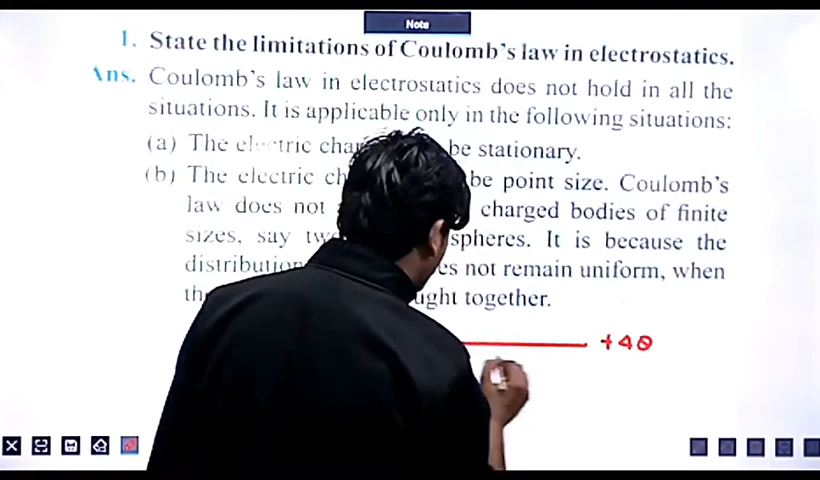 Note
1. State the limitations of Coulomb's law in electrostatics.
Ans. Coulomb's law in electrostatics does not hold in all the
situations. It is applicable only in the following situations:
(a) The electric be stationary.
(b) The electric be point size. Coulomb's
law does not charged bodies of finite
sizes, say spheres. It is because the
not remain uniform, when
together.
+4Q